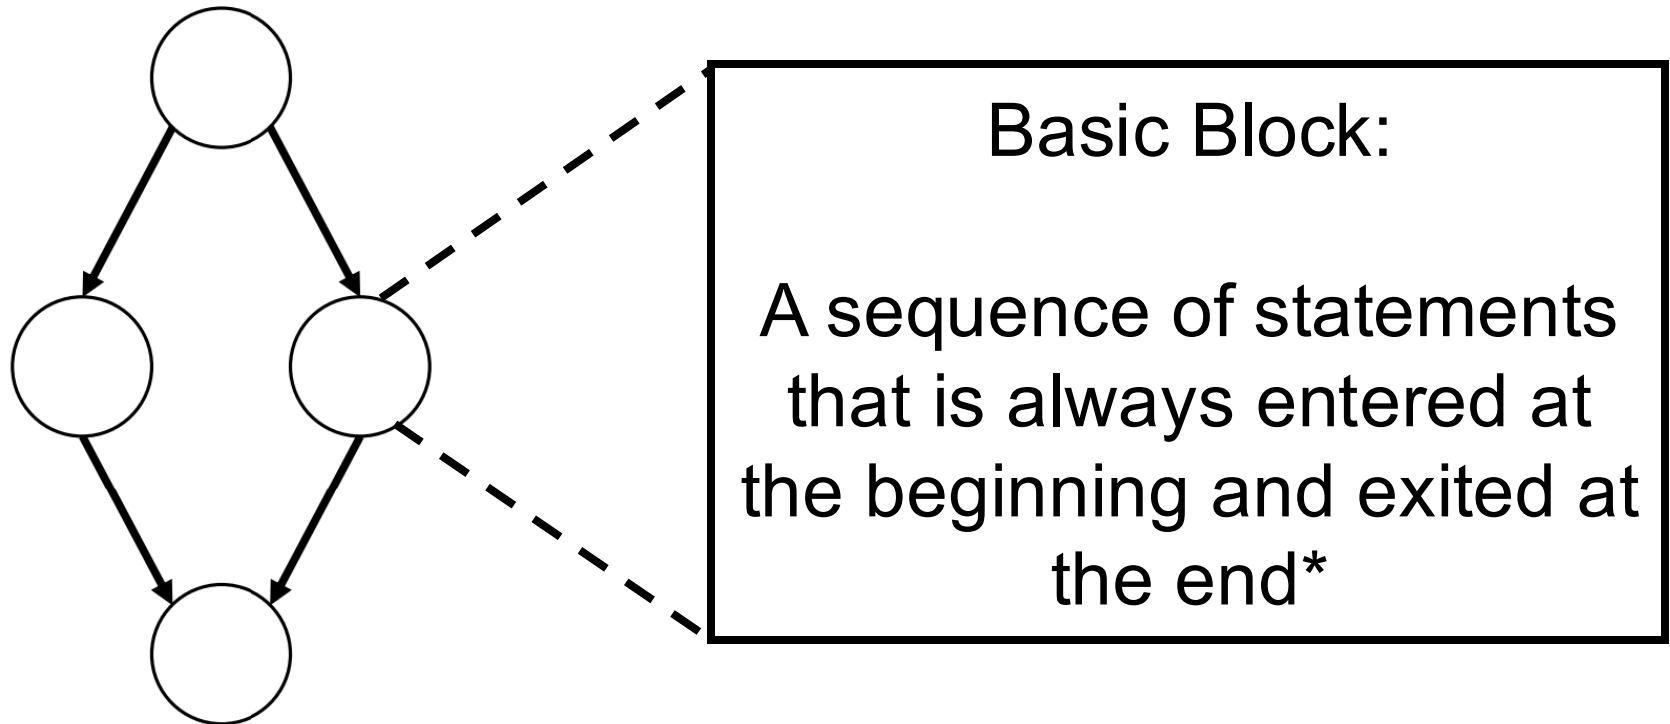 Basic Block:
A sequence of statements
that is always entered at
the beginning and exited at
the end*